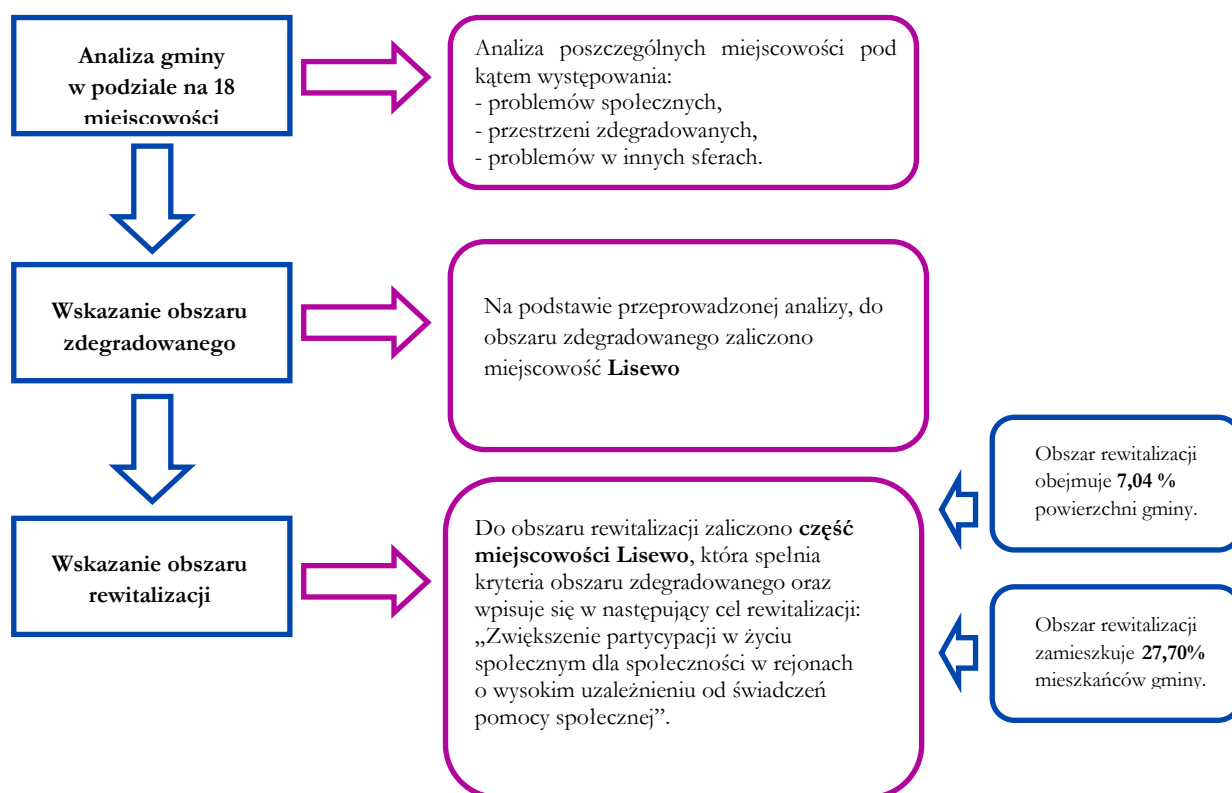 Analiza gminy
w podziale na 18
miejscowości
Analiza poszczególnych miejscowości pod
kątem występowania:
- problemów społecznych,
- przestrzeni zdegradowanych,
- problemów w innych sferach.
Wskazanie obszaru
zdegradowanego
Na podstawie przeprowadzonej analizy, do
obszaru zdegradowanego zaliczono
miejscowość Lisewo
Wskazanie obszaru
rewitalizacji
Do obszaru rewitalizacji zaliczono część
miejscowości Lisewo, która spełnia
kryteria obszaru zdegradowanego oraz
wpisuje się w następujący cel rewitalizacji:
„Zwiększenie partycypacji w życiu
społecznym dla społeczności w rejonach
o wysokim uzależnieniu od świadczeń
pomocy społecznej”.
Obszar rewitalizacji
obejmuje 7,04 %
powierzchni gminy.
Obszar rewitalizacji
zamieszkuje 27,70%
mieszkańców gminy.